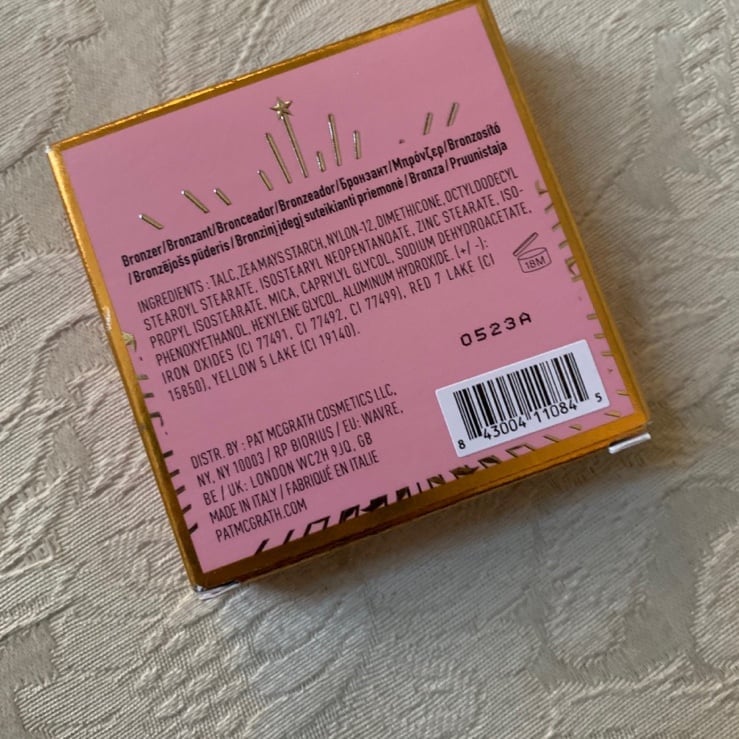 Bronzer/Bronzant/Bronceador/Bronzeador/Бронзант/Μπρόνζερ/Bronzosító
/ Bronzējošs pūderis / Bronzinį įdegį suteikianti priemonė / Bronza / Pruunistaja
INGREDIENTS : TALC, ZEA MAYS STARCH, NYLON-12, DIMETHICONE, OCTYLDODECYL
STEAROYL STEARATE, ISOSTEARYL NEOPENTANOATE, ZINC STEARATE, ISO-
PROPYL ISOSTEARATE, MICA, CAPRYLYL GLYCOL, SODIUM DEHYDROACETATE,
PHENOXYETHANOL, HEXYLENE GLYCOL, ALUMINUM HYDROXIDE. (+/-):
IRON OXIDES (CI 77491, CI 77492, CI 77499), RED 7 LAKE (CI
15850), YELLOW 5 LAKE (CI 19140).
18M
0523A
DISTR. BY : PAT MCGRATH COSMETICS LLC,
NY, NY 10003 / RP BIORIUS / EU: WAVRE,
BE / UK: LONDON WC2H 9JQ, GB
MADE IN ITALY / FABRIQUÉ EN ITALIE
PATMCGRATH.COM
8 43004 11084 5